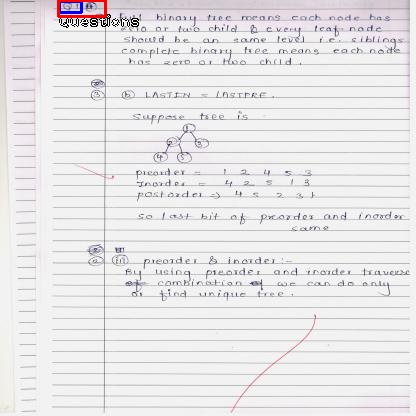 Q.1
Questions
full binary tree means each node has
zero or two child & every leaf node
should be on same level i.e. siblings
complete binary tree means each node
has zero or two child.
3 b LASTIN = LASTPRE.
Suppose tree is
1
2 3
4 5
preorder = 1 2 4 5 3
Inorder = 4 2 5 1 3
postorder => 4 5 2 3 1
so last bit of preorder and inorder
same
a iii preorder & inorder :-
By using preorder and inorder traverse
combination we can do only
or find unique tree.